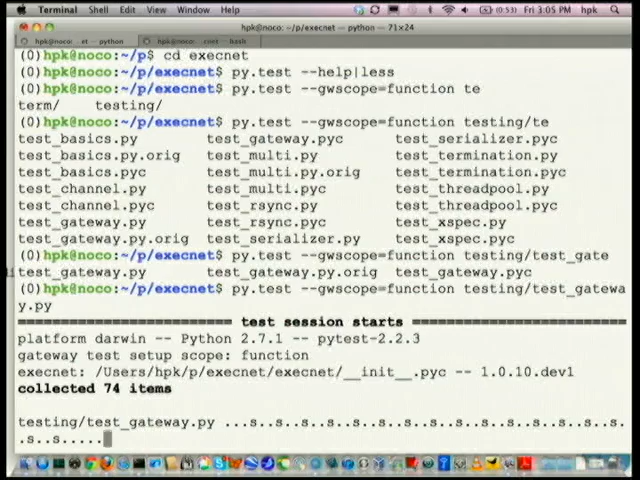 Terminal Shell Edit View Window Help (0:53) Fri 3:05 PM hpk
hpk@noco:~/p/execnet — python — 71×24
(0)hpk@noco:~/p$ cd execnet
(0)hpk@noco:~/p/execnet$ py.test --help|less
(0)hpk@noco:~/p/execnet$ py.test --gwscope=function te
term/ testing/
(0)hpk@noco:~/p/execnet$ py.test --gwscope=function testing/te
test_basics.py test_gateway.pyc test_serializer.pyc
test_basics.py.orig test_multi.py test_termination.py
test_basics.pyc test_multi.py.orig test_termination.pyc
test_channel.py test_multi.pyc test_threadpool.py
test_channel.pyc test_rsync.py test_threadpool.pyc
test_gateway.py test_rsync.pyc test_xspec.py
test_gateway.py.orig test_serializer.py test_xspec.pyc
(0)hpk@noco:~/p/execnet$ py.test --gwscope=function testing/test_gate
test_gateway.py test_gateway.py.orig test_gateway.pyc
(0)hpk@noco:~/p/execnet$ py.test --gwscope=function testing/test_gatewa
y.py
======================== test session starts ========================
platform darwin -- Python 2.7.1 -- pytest-2.2.3
gateway test setup scope: function
execnet: /Users/hpk/p/execnet/execnet/__init__.pyc -- 1.0.10.dev1
collected 74 items
testing/test_gateway.py ...s..s..s..s..s..s..s..s..s..s..s..s..s.
.s..s.....